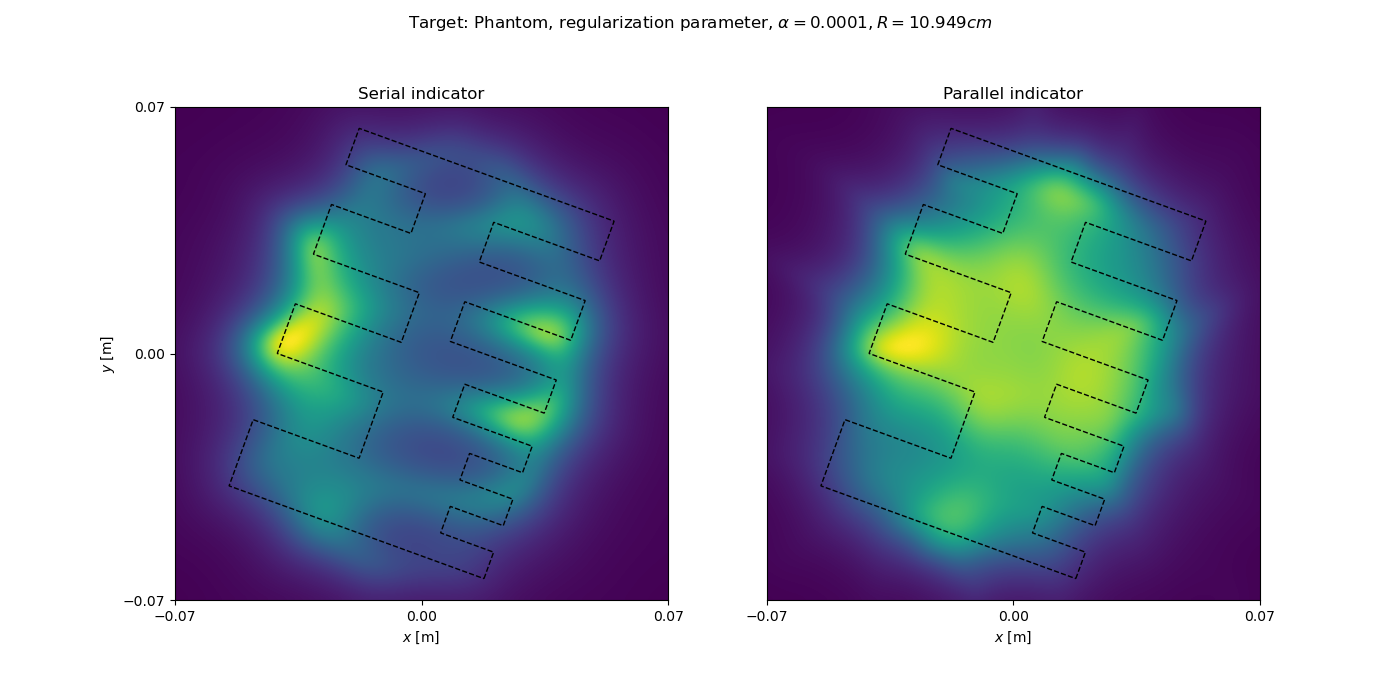 Target: Phantom, regularization parameter, α = 0.0001, R = 10.949cm
Serial indicator
Parallel indicator
0.07
0.00
−0.07
y [m]
−0.07 0.00 0.07
x [m]
−0.07 0.00 0.07
x [m]